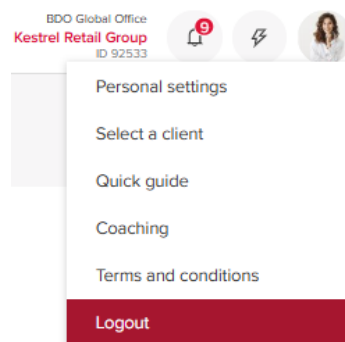 BDO Global Office
Kestrel Retail Group
ID 92533
9
Personal settings
Select a client
Quick guide
Coaching
Terms and conditions
Logout